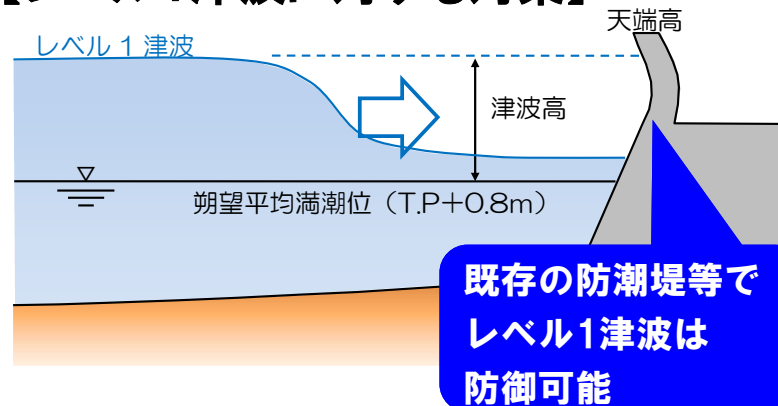 天端高
レベル 1 津波
津波高
朔望平均満潮位（T.P＋0.8m）
既存の防潮堤等で
レベル1津波は
防御可能